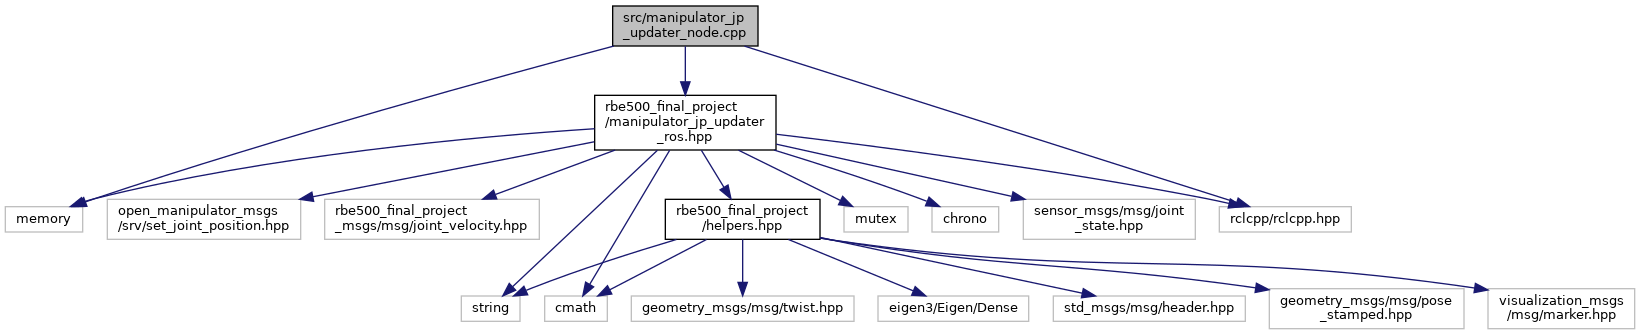 src/manipulator_jp
_updater_node.cpp
rbe500_final_project
/manipulator_jp_updater
_ros.hpp
memory
open_manipulator_msgs
/srv/set_joint_position.hpp
rbe500_final_project
_msgs/msg/joint_velocity.hpp
rbe500_final_project
/helpers.hpp
mutex
chrono
sensor_msgs/msg/joint
_state.hpp
rclcpp/rclcpp.hpp
string
cmath
geometry_msgs/msg/twist.hpp
eigen3/Eigen/Dense
std_msgs/msg/header.hpp
geometry_msgs/msg/pose
_stamped.hpp
visualization_msgs
/msg/marker.hpp